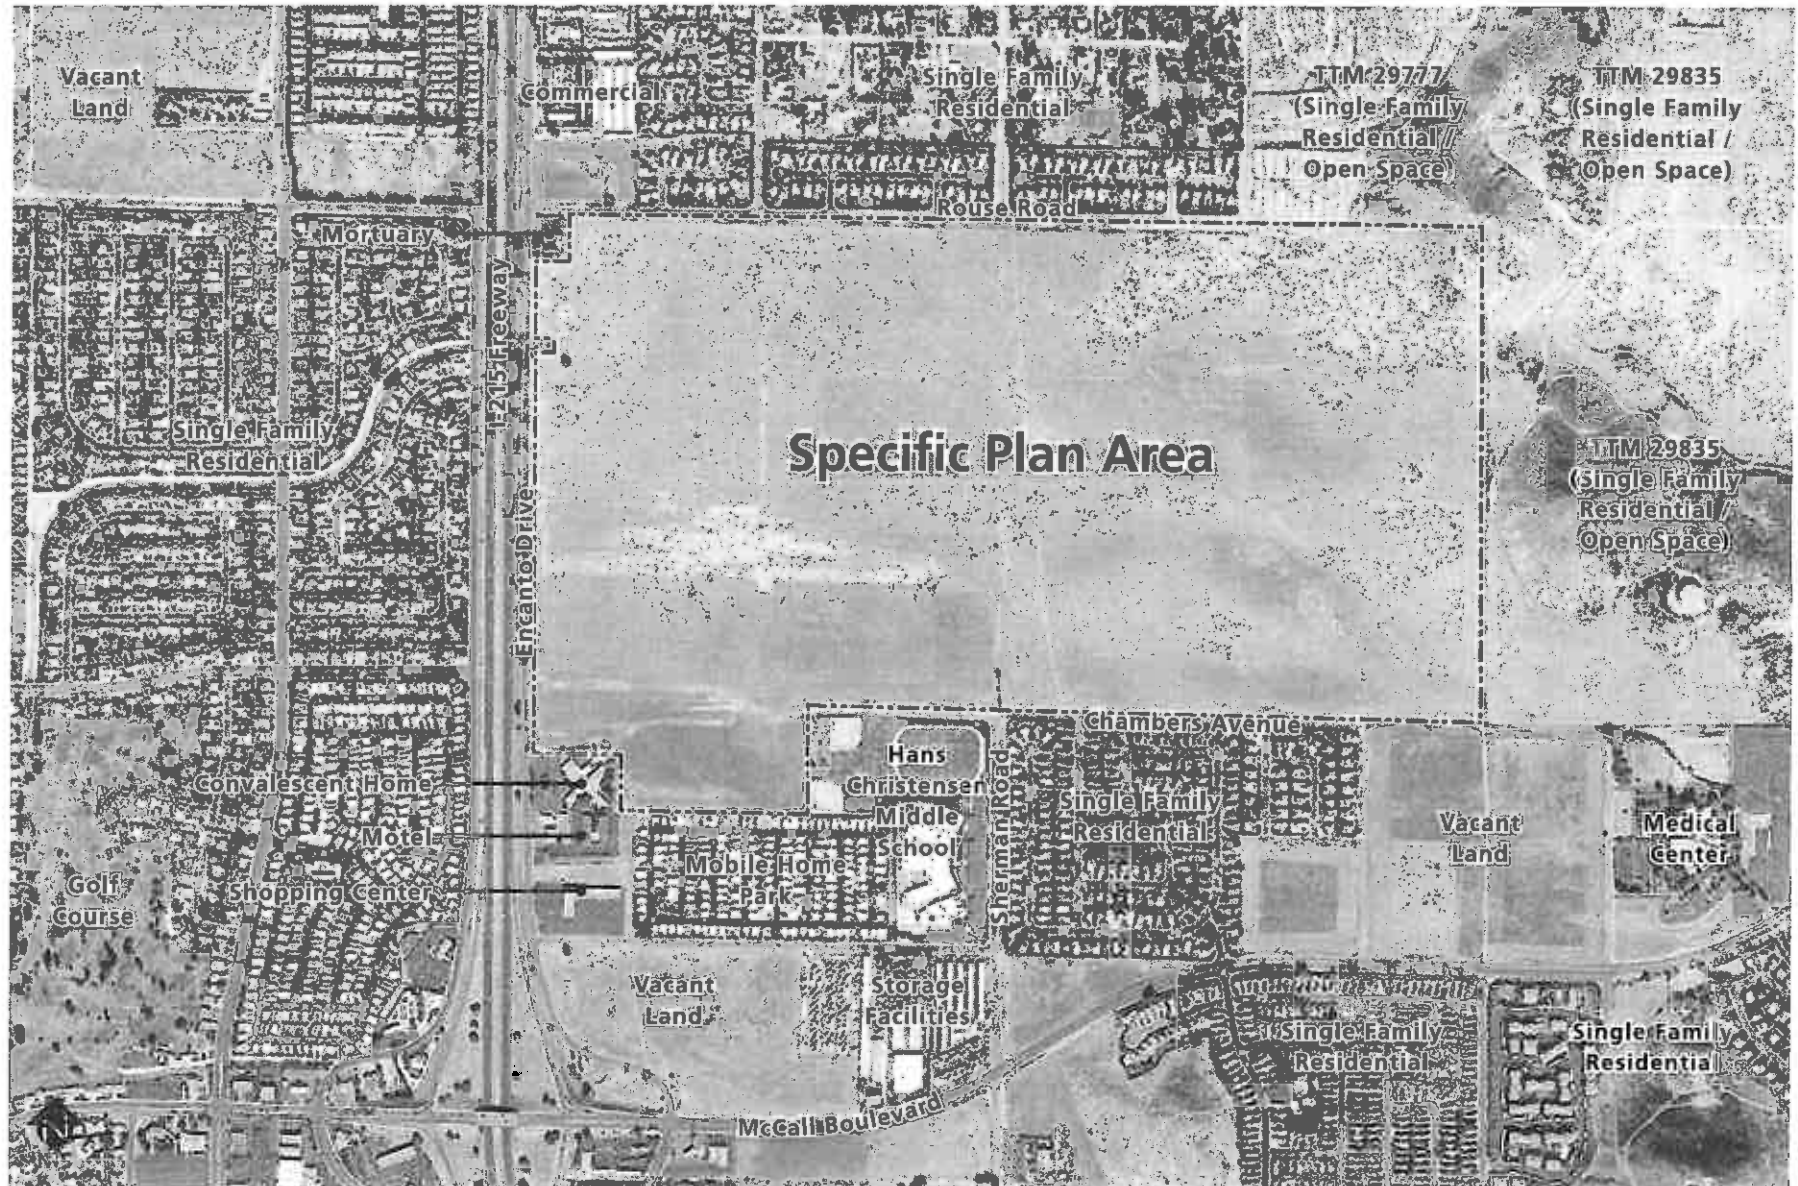 Vacant
Land
Commercial
Single Family
Residential
TTM 29777
(Single Family
Residential /
Open Space)
TTM 29835
(Single Family
Residential /
Open Space)
Rouse Road
Mortuary
I-215 Freeway
Single Family
Residential
Specific Plan Area
TTM 29835
(Single Family
Residential /
Open Space)
Encanto Drive
Chambers Avenue
Hans
Christensen
Middle
School
Convalescent Home
Motel
Shopping Center
Golf
Course
Mobile Home
Park
Sherman Road
Single Family
Residential
Vacant
Land
Medical
Center
Vacant
Land
Storage
Facilities
Single Family
Residential
Single Family
Residential
McCall Boulevard